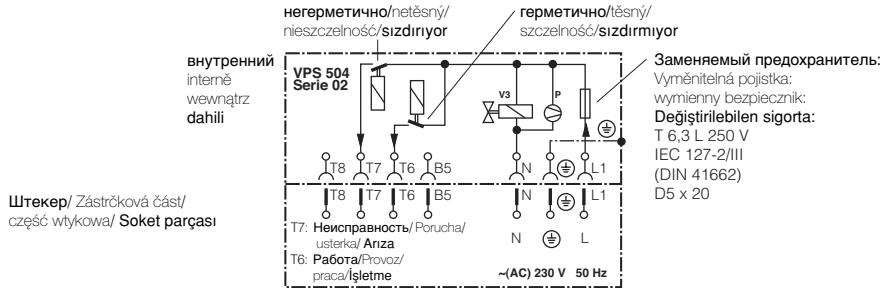 негерметично/netěsný/
nieszczelność/sızdırıyor
герметично/těsný/
szczelność/sızdırmıyor
внутренний
interně
wewnątrz
dahili
VPS 504
Serie 02
V3
P
Заменяемый предохранитель:
Vyměnitelná pojistka:
wymienny bezpiecznik:
Değiştirilebilen sigorta:
T 6,3 L 250 V
IEC 127-2/III
(DIN 41662)
D5 x 20
T8 T7 T6 B5 N L1
Штекер/ Zástrčková část/
część wtykowa/ Soket parçası
T8 T7 T6 B5 N L1
T7: Неисправность/ Porucha/
usterka/ Arıza
T6: Работа/Provoz/
praca/İşletme
N L
~(AC) 230 V 50 Hz